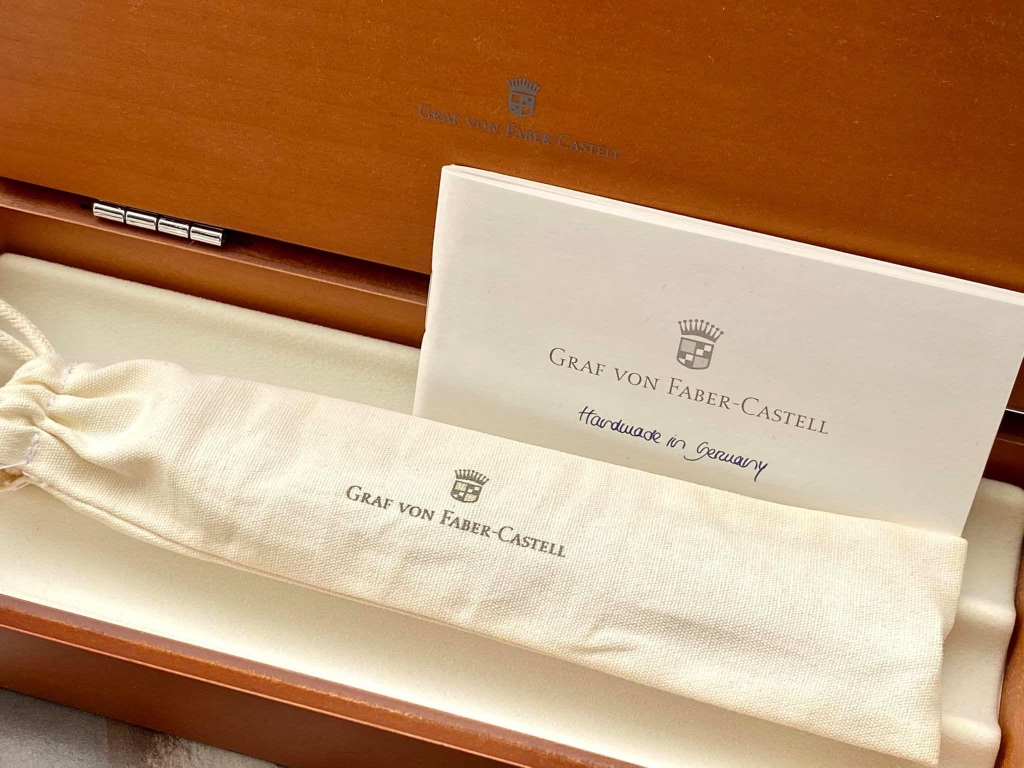 GRAF VON FABER-CASTELL
GRAF VON FABER-CASTELL
Handmade in Germany
GRAF VON FABER-CASTELL